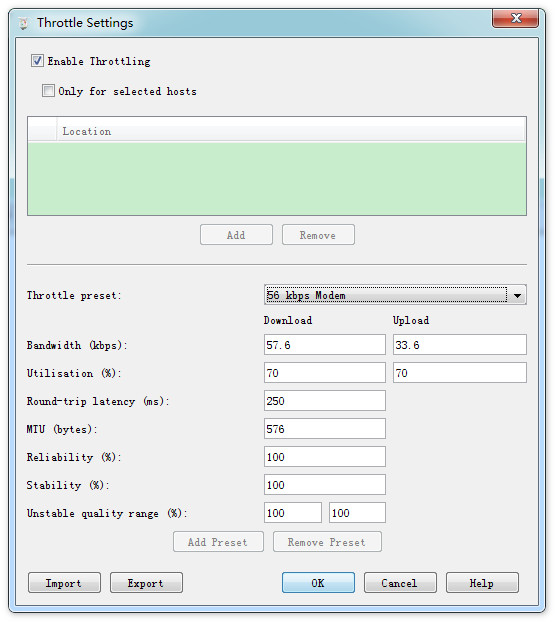 Throttle Settings
Enable Throttling
Only for selected hosts
Location
Add Remove
Throttle preset: 56 kbps Modem
Download Upload
Bandwidth (kbps): 57.6 33.6
Utilisation (%): 70 70
Round-trip latency (ms): 250
MTU (bytes): 576
Reliability (%): 100
Stability (%): 100
Unstable quality range (%): 100 100
Add Preset Remove Preset
Import Export OK Cancel Help